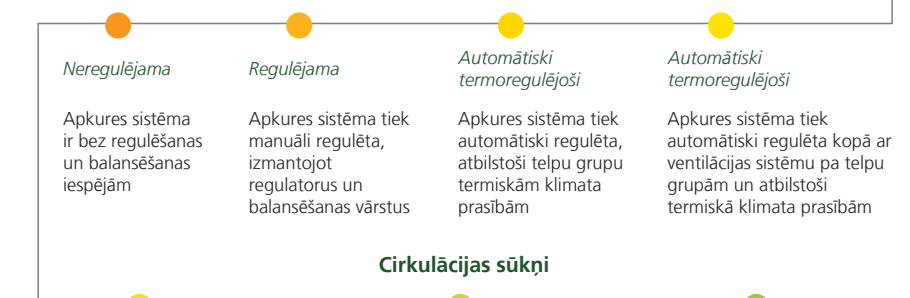 Neregulējama
Apkures sistēma
ir bez regulēšanas
un balansēšanas
iespējām
Regulējama
Apkures sistēma tiek
manuāli regulēta,
izmantojot
regulatorus un
balansēšanas vārstus
Automātiski
termoregulējoši
Apkures sistēma tiek
automātiski regulēta,
atbilstoši telpu grupu
termiskām klimata
prasībām
Automātiski
termoregulējoši
Apkures sistēma tiek
automātiski regulēta kopā ar
ventilācijas sistēmu pa telpu
grupām un atbilstoši
termiskā klimata prasībām
Cirkulācijas sūkņi